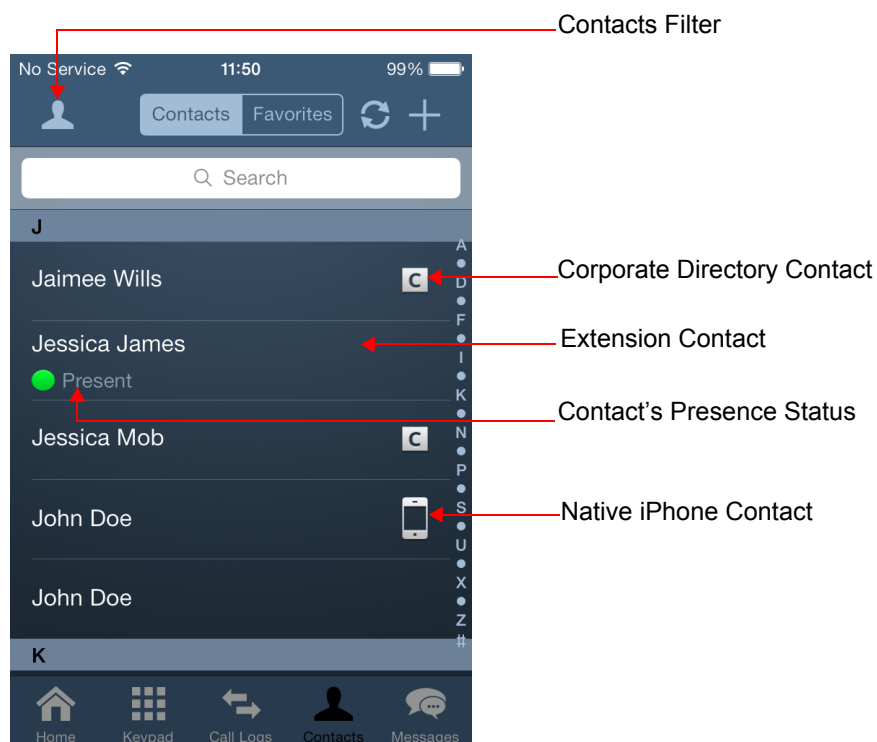 Contacts Filter
No Service 11:50 99%
Contacts Favorites
Search
J
Jaimee Wills C
Corporate Directory Contact
Jessica James
Extension Contact
Present
Contact's Presence Status
Jessica Mob C
John Doe
Native iPhone Contact
John Doe
K
A
D
F
I
K
N
P
S
U
X
Z
#
Home Keypad Call Logs Contacts Messages